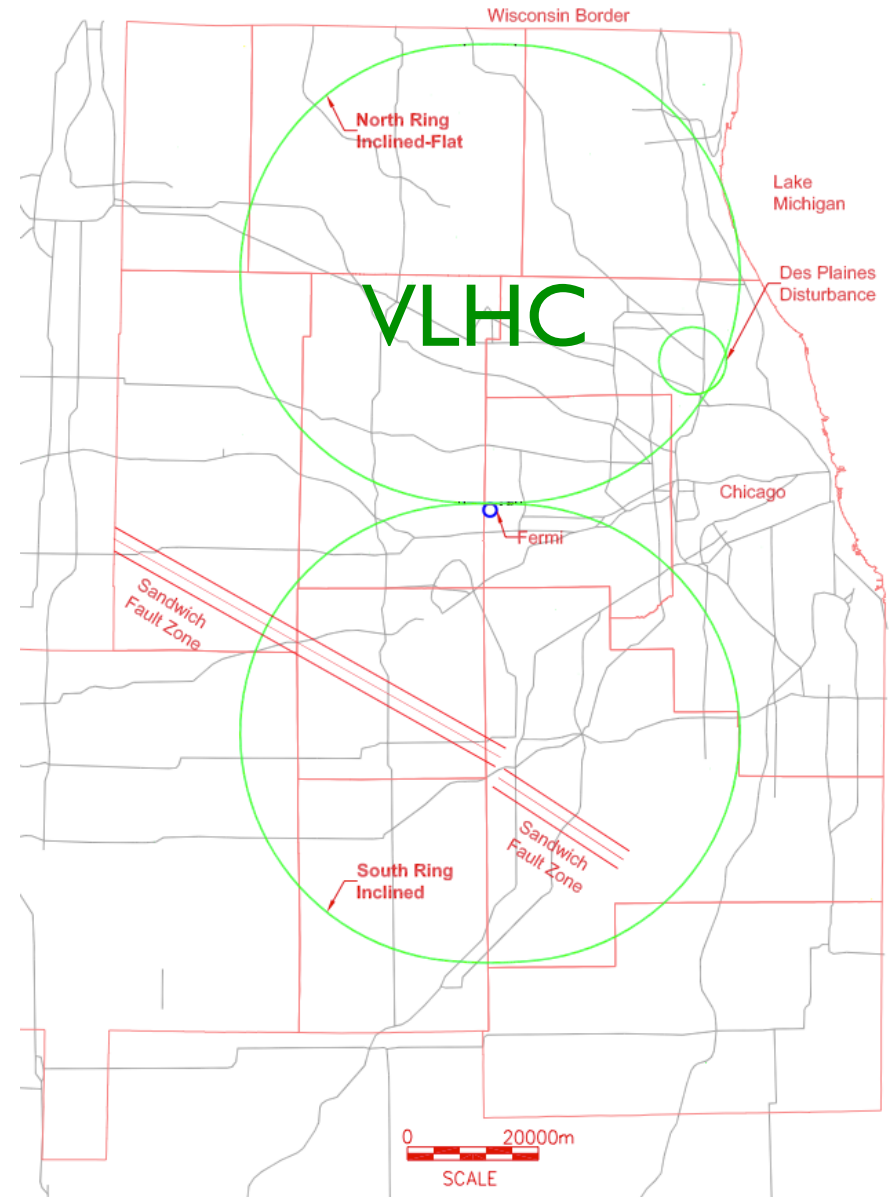 Wisconsin Border
North Ring
Inclined-Flat
Lake
Michigan
Des Plaines
Disturbance
VLHC
Chicago
Fermi
Sandwich
Fault Zone
Sandwich
Fault Zone
South Ring
Inclined
0 20000m
SCALE